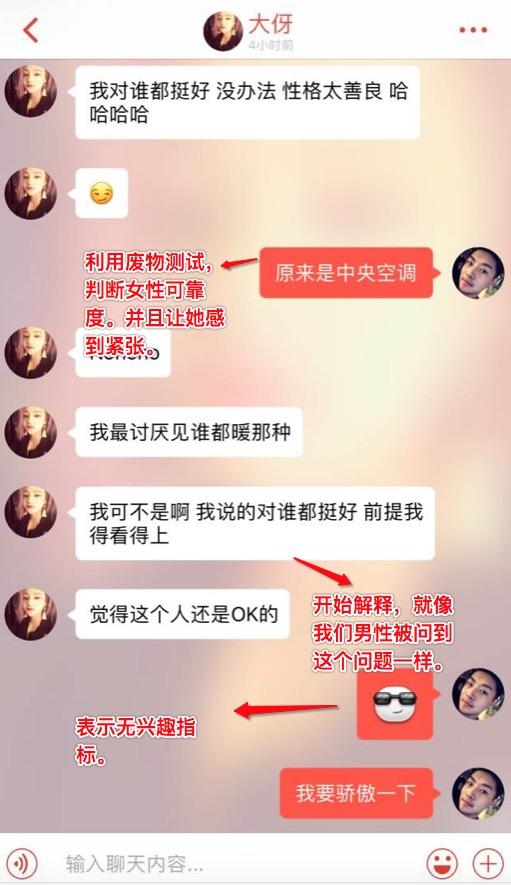 大伢
4小时前
我对谁都挺好 没办法 性格太善良 哈
哈哈哈哈
利用废物测试，
判断女性可靠
度。并且让她感
到紧张。
原来是中央空调
我最讨厌见谁都暖那种
我可不是啊 我说的对谁都挺好 前提我
得看得上
觉得这个人还是OK的
开始解释，就像
我们男性被问到
这个问题一样。
表示无兴趣指
标。
我要骄傲一下
输入聊天内容...